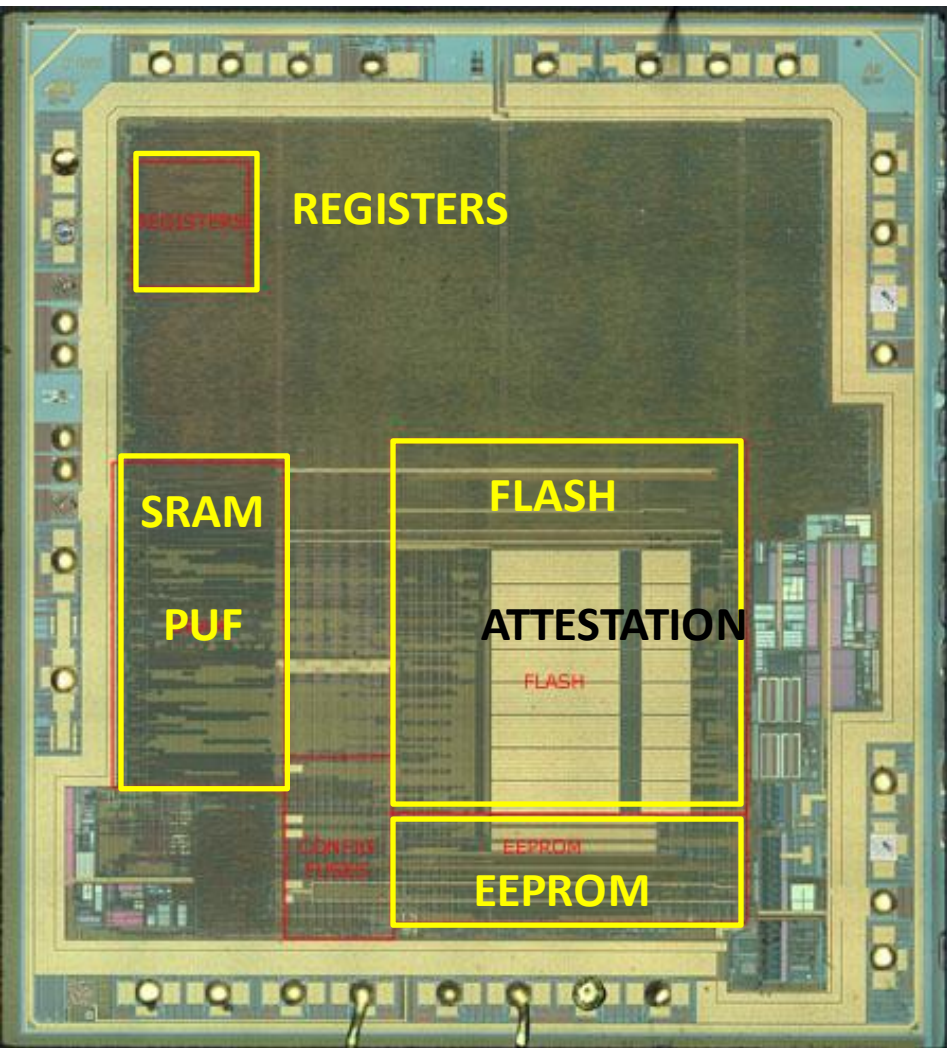 REGISTERS
REGISTERS
SRAM
FLASH
PUF
ATTESTATION
FLASH
CONFIG
FUSES
EEPROM
EEPROM